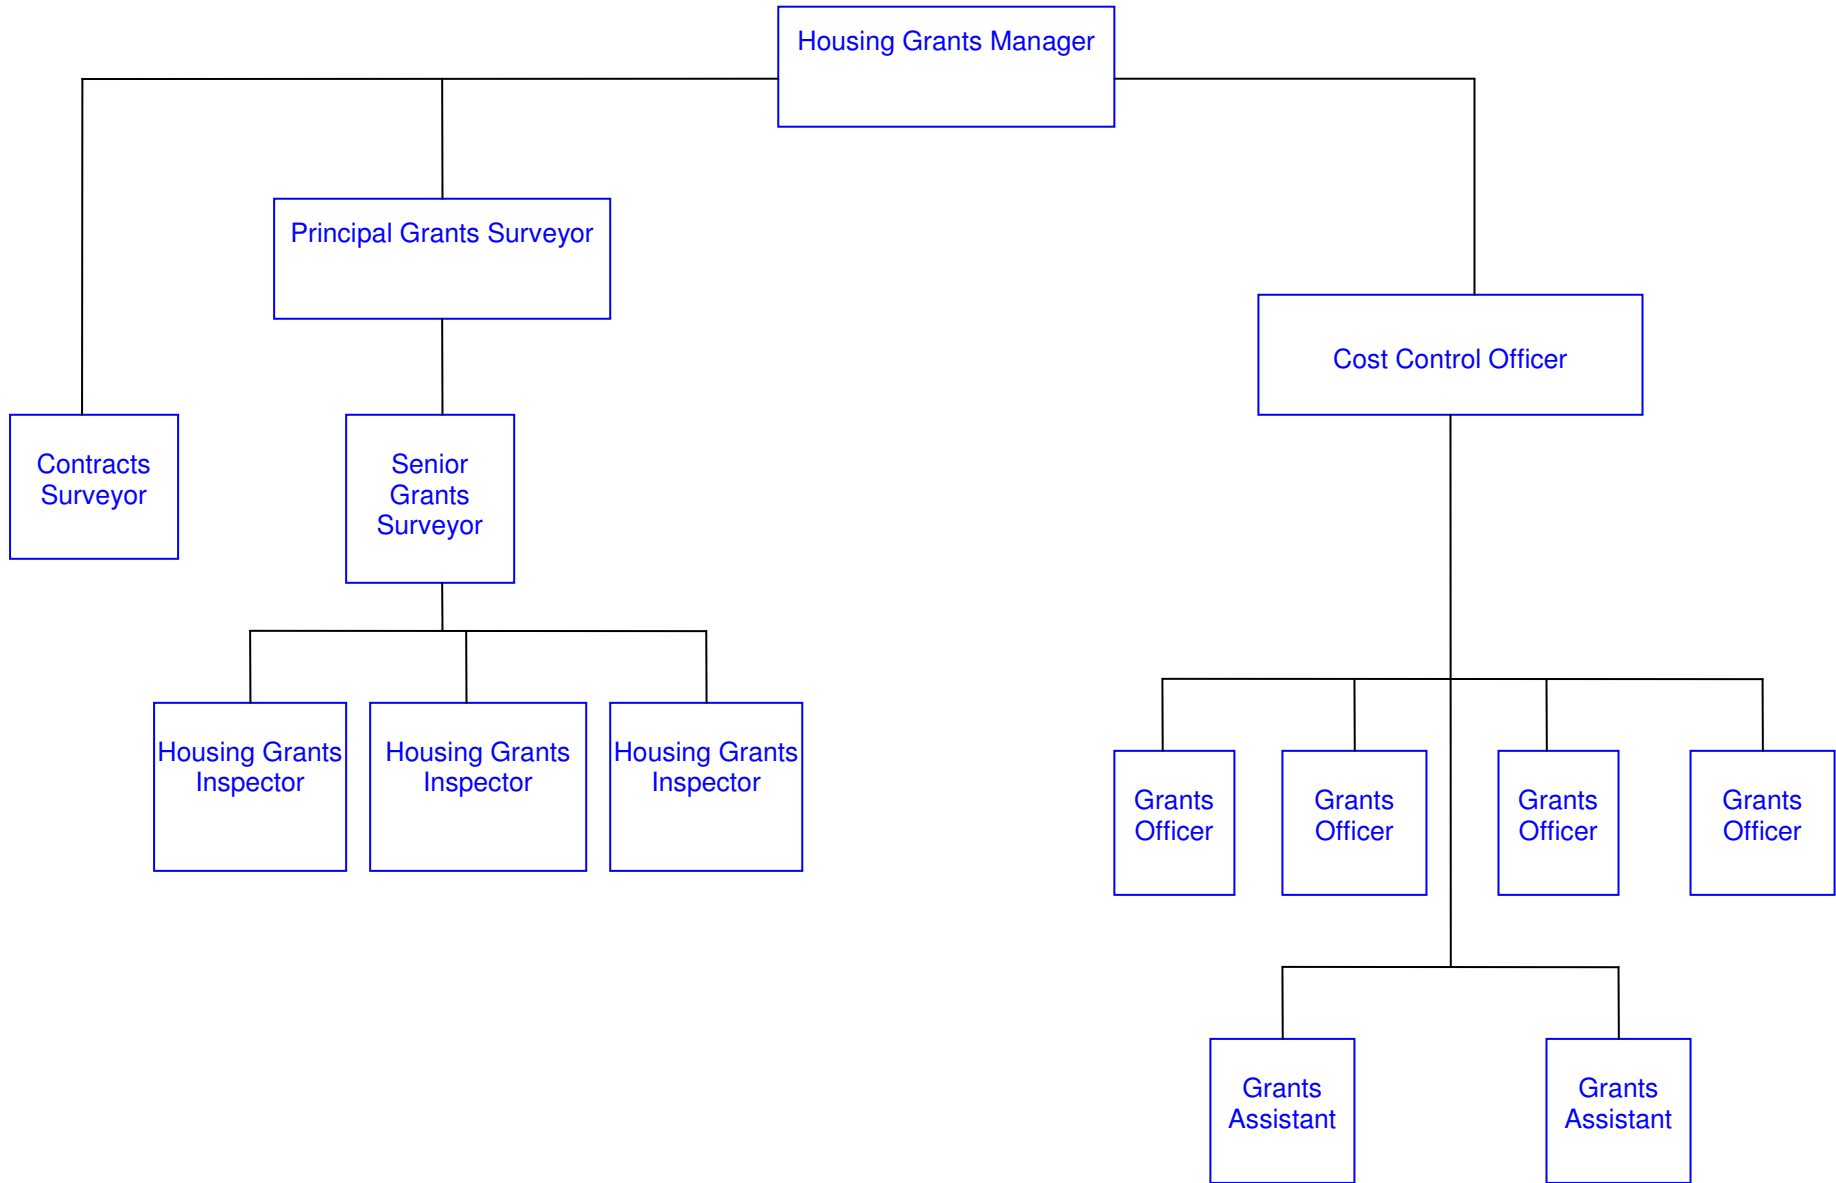 Housing Grants Manager
Principal Grants Surveyor
Cost Control Officer
Contracts
Surveyor
Senior
Grants
Surveyor
Housing Grants
Inspector
Housing Grants
Inspector
Housing Grants
Inspector
Grants
Officer
Grants
Officer
Grants
Officer
Grants
Officer
Grants
Assistant
Grants
Assistant